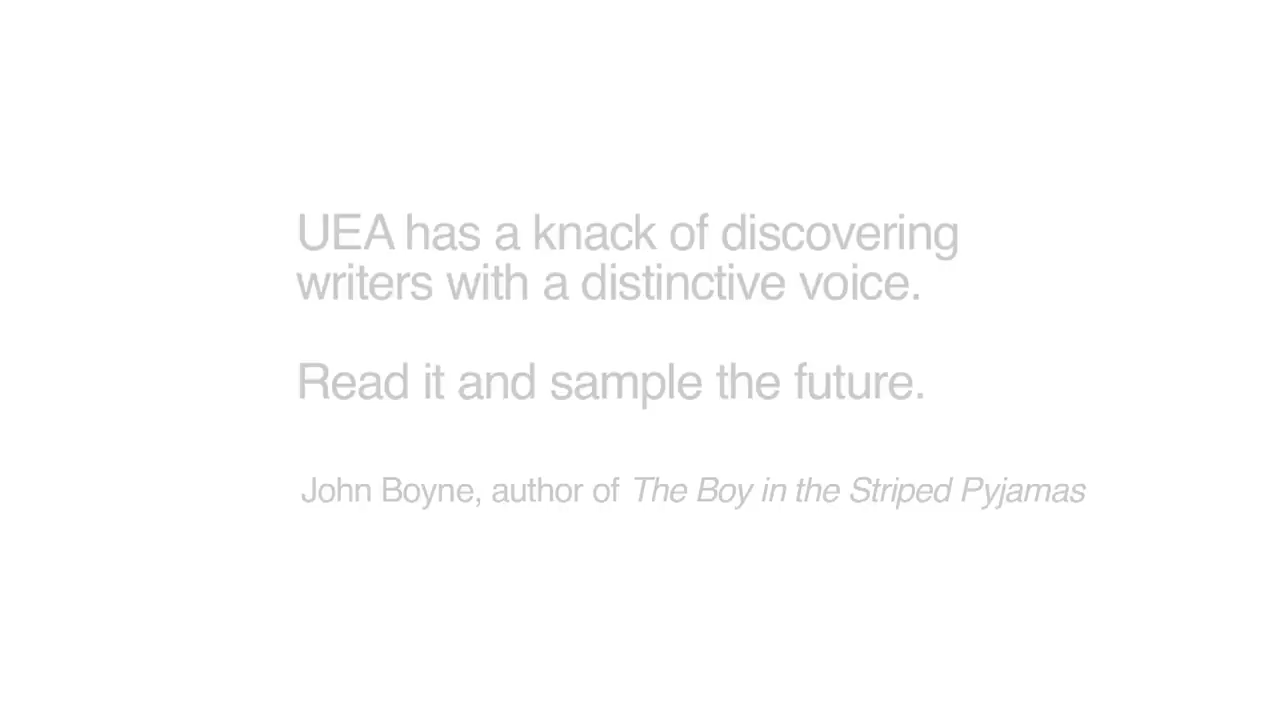 UEA has a knack of discovering
writers with a distinctive voice.
Read it and sample the future.
John Boyne, author of The Boy in the Striped Pyjamas